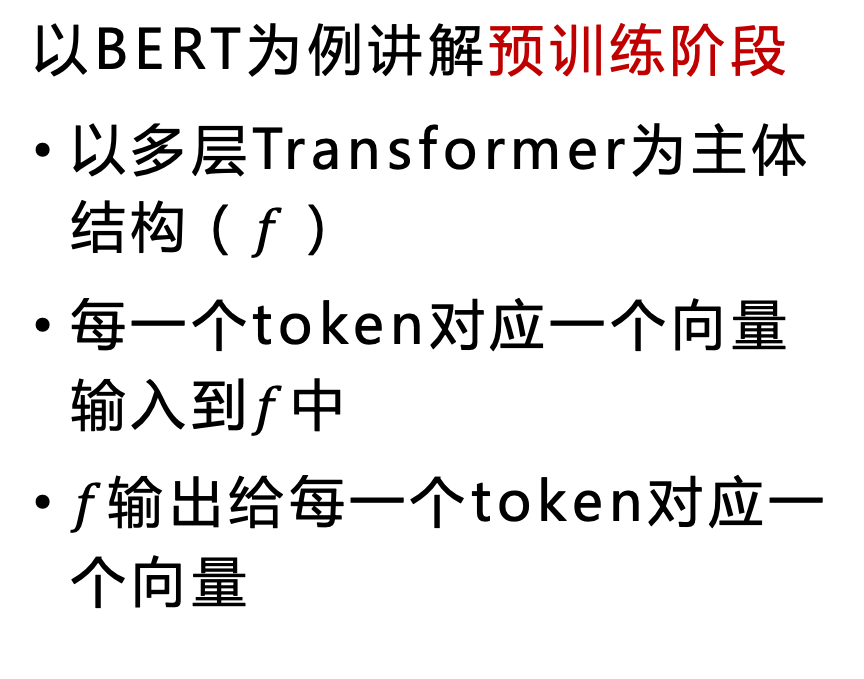 以BERT为例讲解预训练阶段
• 以多层Transformer为主体
结构（f）
• 每一个token对应一个向量
输入到f中
• f输出给每一个token对应一
个向量